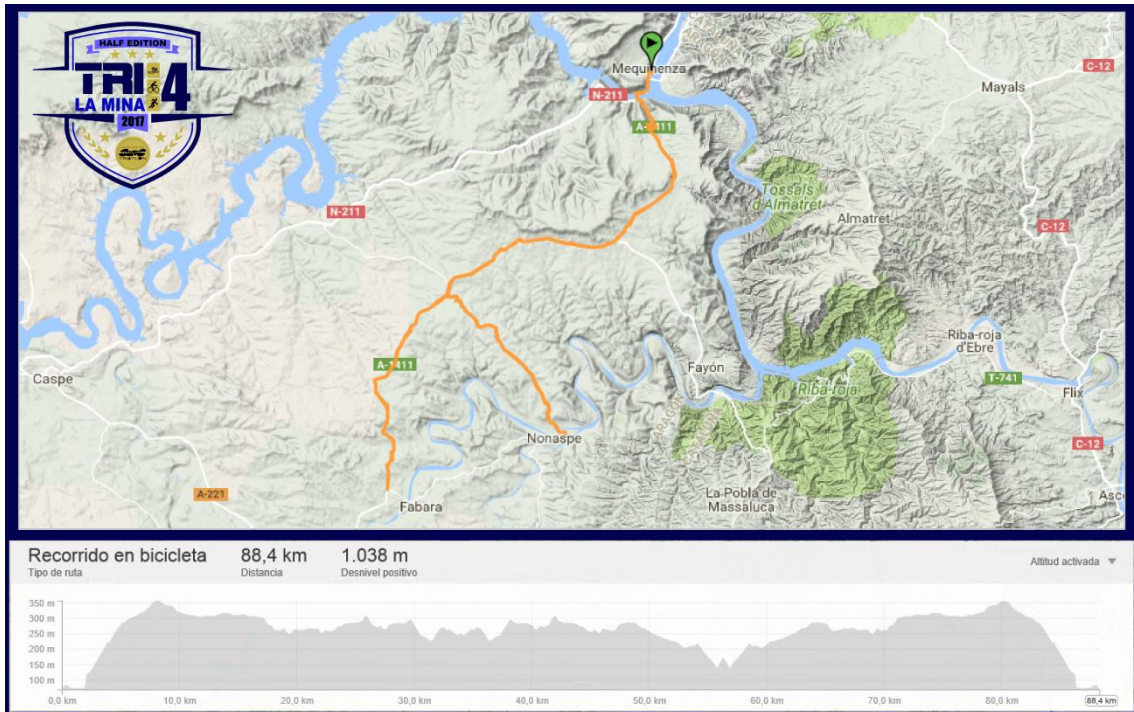 HALF EDITION
TRI 4
LA MINA
2017
TRIATLON
Mequinenza
N-211
A-1411
C-12
Mayals
Tossals
d'Almatret
Almatret
N-211
C-12
Riba-roja
d'Ebre
Caspe
A-1411
Fayón
Riba-roja
T-741
Flix
Nonaspe
C-12
A-221
Fabara
La Pobla de
Massaluca
Asc
Recorrido en bicicleta
Tipo de ruta
88,4 km
Distancia
1.038 m
Desnivel positivo
Altitud activada
350 m
300 m
250 m
200 m
150 m
100 m
0,0 km
10,0 km
20,0 km
30,0 km
40,0 km
50,0 km
60,0 km
70,0 km
80,0 km
88,4 km